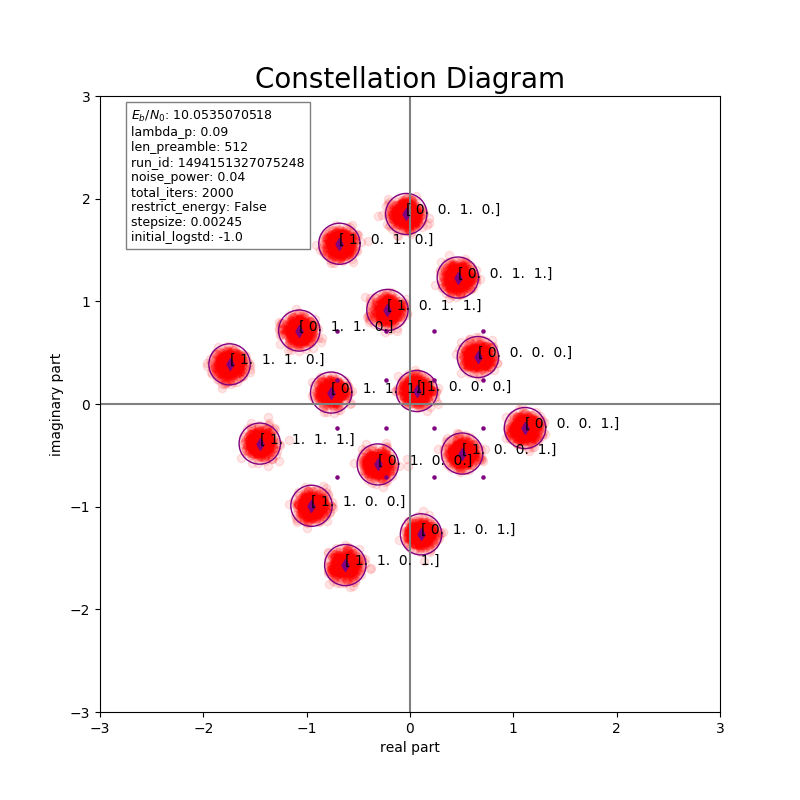 Constellation Diagram
3
E_b/N_0: 10.0535070518
lambda_p: 0.09
len_preamble: 512
run_id: 1494151327075248
noise_power: 0.04
total_iters: 2000
restrict_energy: False
stepsize: 0.00245
initial_logstd: -1.0
2
[ 0. 0. 1. 0.]
[ 1. 0. 1. 0.]
[ 0. 0. 1. 1.]
1
[ 1. 0. 1. 1.]
[ 0. 1. 1. 0.]
[ 0. 0. 0. 0.]
[ 1. 1. 1. 0.]
[ 0. 1. 1. 1.]
[ 1. 0. 0. 0.]
imaginary part
0
[ 0. 0. 0. 1.]
[ 1. 1. 1. 1.]
[ 1. 0. 0. 1.]
[ 0. 1. 0. 0.]
−1
[ 1. 1. 0. 0.]
[ 0. 1. 0. 1.]
[ 1. 1. 0. 1.]
−2
−3
−3 −2 −1 0 1 2 3
real part